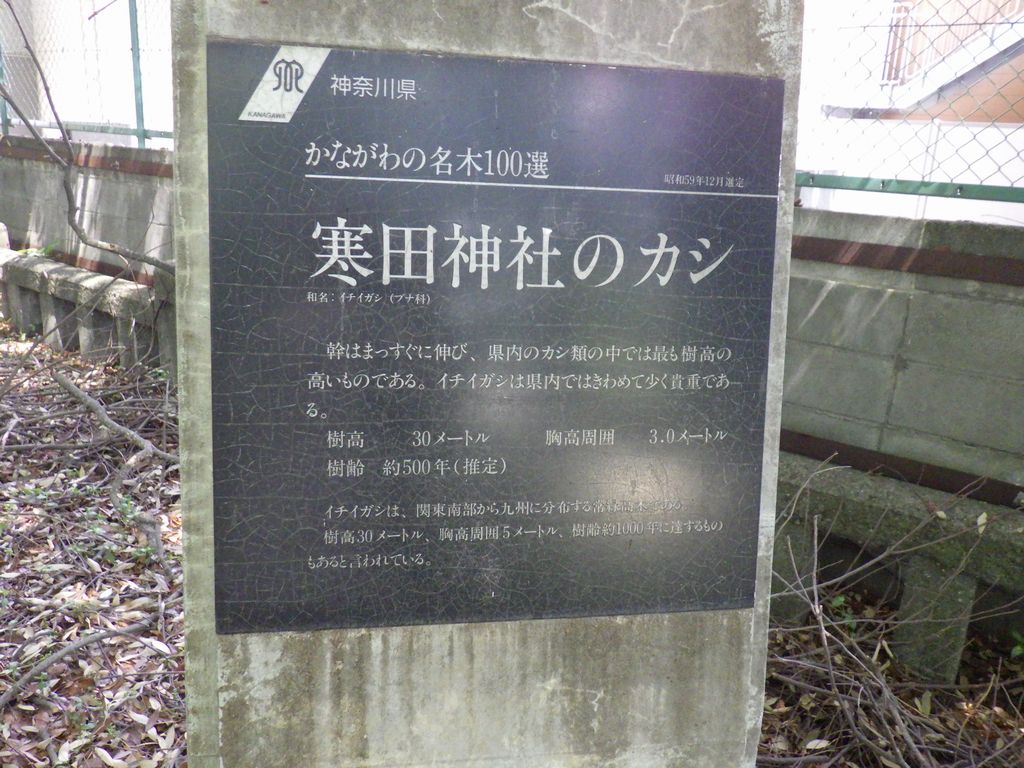 KANAGAWA
神奈川県
かながわの名木100選
昭和59年12月選定
寒田神社のカシ
和名：イチイガシ（ブナ科）
幹はまっすぐに伸び、県内のカシ類の中では最も樹高の
高いものである。イチイガシは県内ではきわめて少く貴重であ
る。
樹高　30メートル　胸高周囲　3.0メートル
樹齢　約500年（推定）
イチイガシは、関東南部から九州に分布する常緑高木である。
樹高30メートル、胸高周囲5メートル、樹齢約1000年に達するもの
もあると言われている。